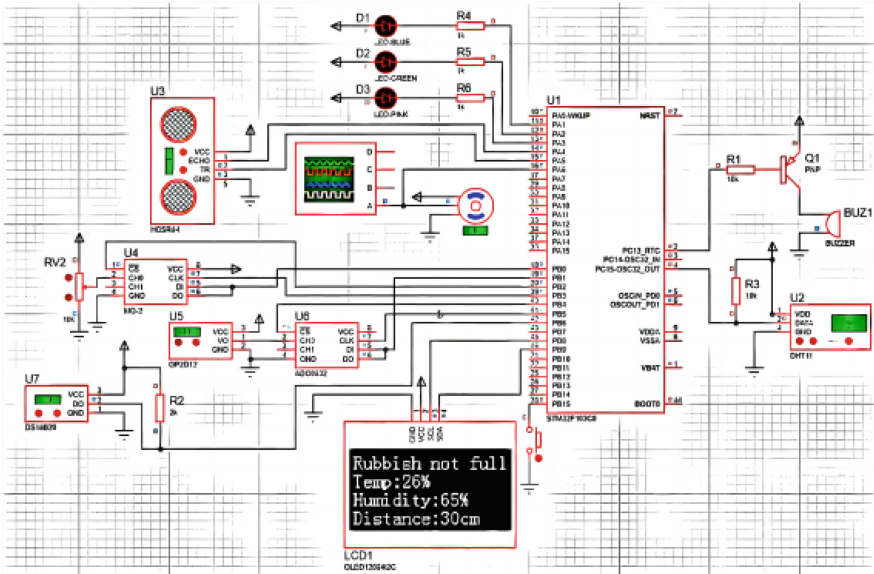 D1
LED-BLUE
R4
1k
D2
LED-GREEN
R5
1k
D3
LED-PINK
R6
1k
U3
VCC
ECHO
TR
GND
D
C
B
A
U1
PA0-WKUP
PA1
PA2
PA3
PA4
PA5
PA6
PA7
PA8
PA9
PA10
PA11
PA12
PA13
PA14
PA15
PB0
PB1
PB2
PB3
PB4
PB5
PB6
PB7
PB8
PB9
PB10
PB11
PB12
PB13
PB14
PB15
NRST
PC13_RTC
PC14-OSC32_IN
PC15-OSC32_OUT
OSCIN_PD0
OSCOUT_PD1
VDDA
VSSA
VBAT
BOOT0
STM32F103C8
R1
10k
Q1
PNP
BUZ1
BUZZER
R3
10k
U2
VDD
DATA
GND
DHT11
RV2
10k
U4
CS
CH0
CH1
GND
VCC
CLK
DI
DO
MQ-2
U5
VCC
VO
GND
GP2D12
U6
CS
CH0
CH1
GND
VCC
CLK
DI
DO
U7
VCC
DQ
GND
R2
2k
GND
VCC
SCL
SDA
Rubbish not full
Temp:26%
Humidity:65%
Distance:30cm
LCD1